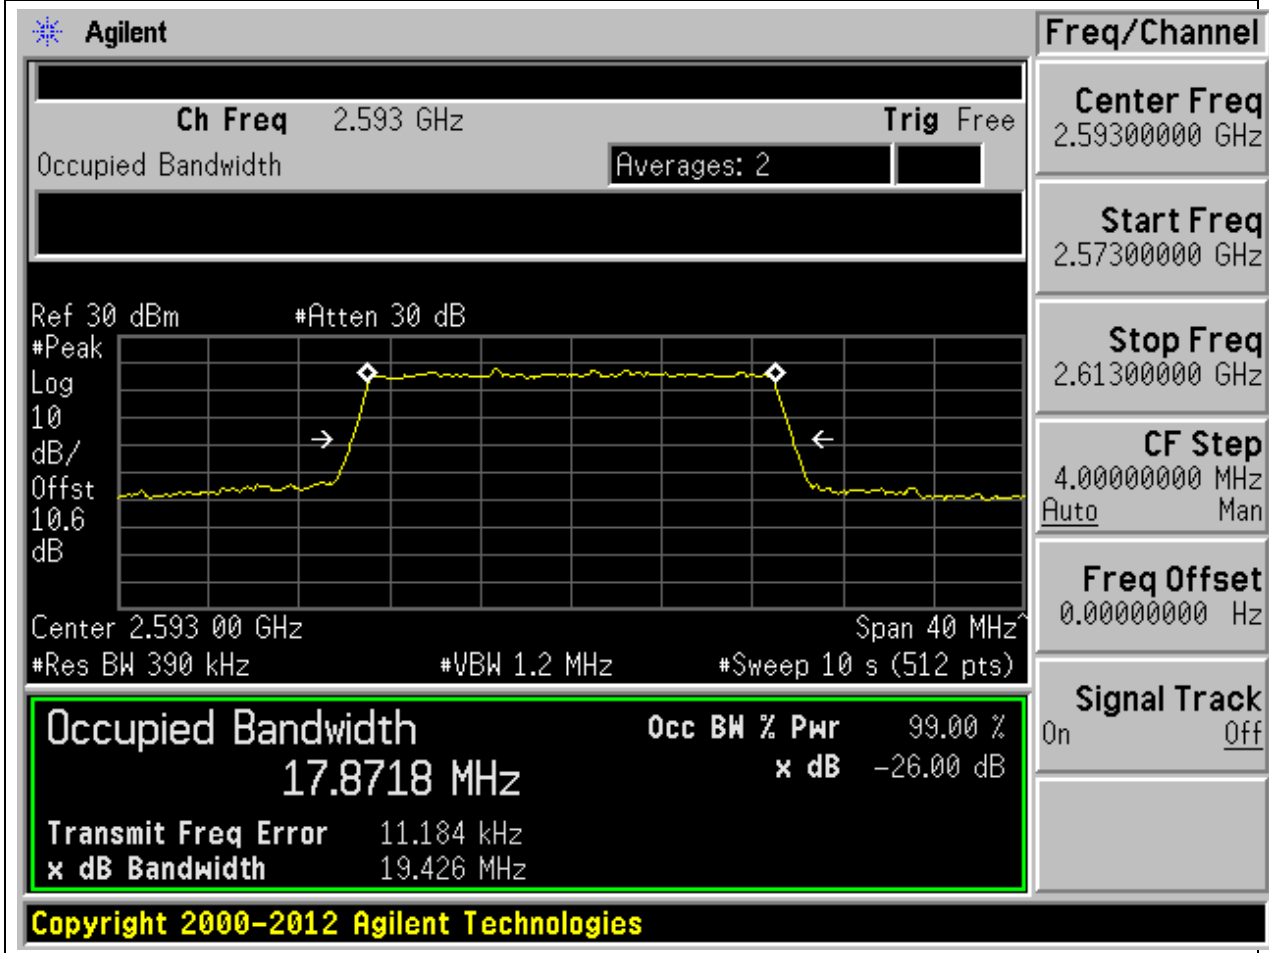 Agilent
Freq/Channel
Ch Freq 2.593 GHz Trig Free
Occupied Bandwidth Averages: 2
Ref 30 dBm #Atten 30 dB
#Peak
Log
10
dB/
Offst
10.6
dB
Center 2.593 00 GHz Span 40 MHz^
#Res BW 390 kHz #VBW 1.2 MHz #Sweep 10 s (512 pts)
Occupied Bandwidth Occ BW % Pwr 99.00 %
17.8718 MHz x dB -26.00 dB
Transmit Freq Error 11.184 kHz
x dB Bandwidth 19.426 MHz
Center Freq
2.59300000 GHz
Start Freq
2.57300000 GHz
Stop Freq
2.61300000 GHz
CF Step
4.00000000 MHz
Auto Man
Freq Offset
0.00000000 Hz
Signal Track
On Off
Copyright 2000-2012 Agilent Technologies